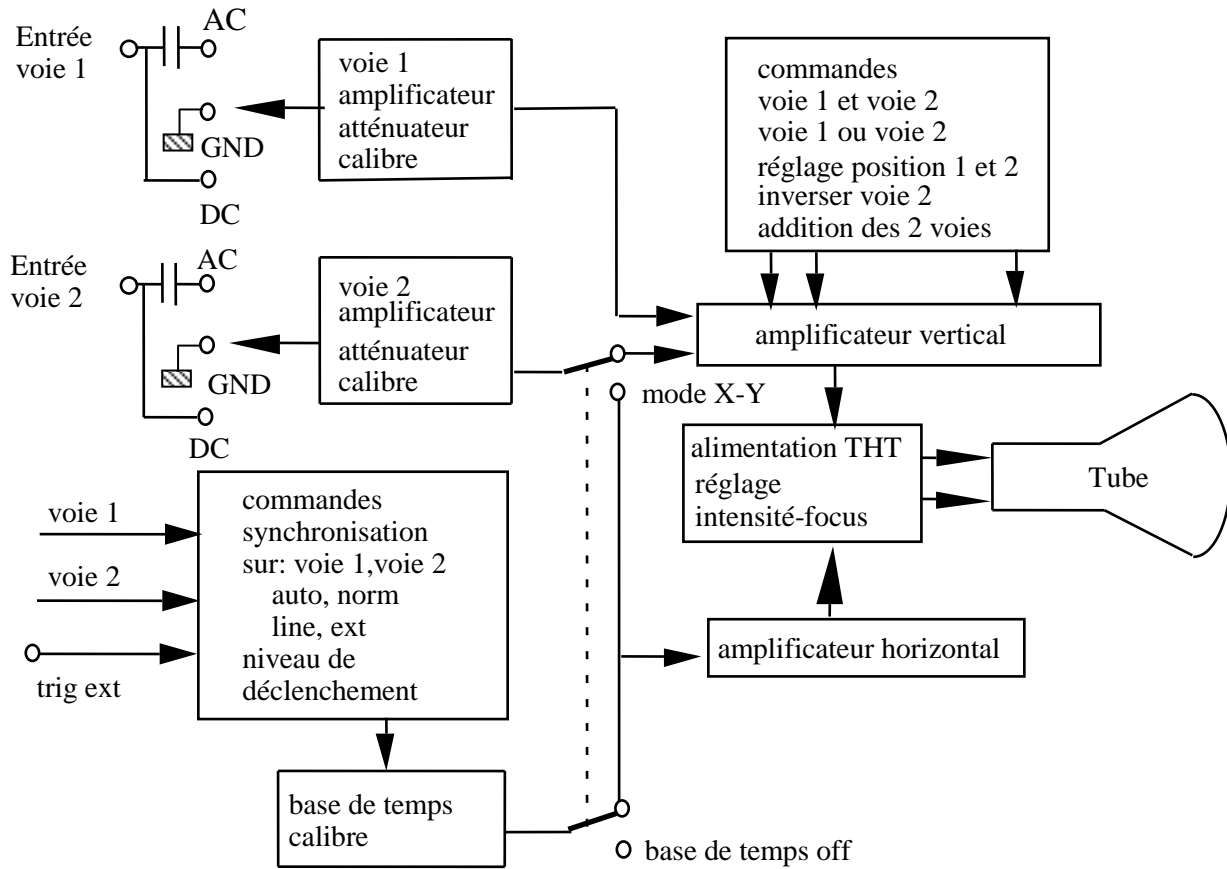 Entrée
voie 1
AC
GND
DC
voie 1
amplificateur
atténuateur
calibre
commandes
voie 1 et voie 2
voie 1 ou voie 2
réglage position 1 et 2
inverser voie 2
addition des 2 voies
Entrée
voie 2
AC
GND
DC
voie 2
amplificateur
atténuateur
calibre
amplificateur vertical
mode X-Y
alimentation THT
réglage
intensité-focus
Tube
voie 1
voie 2
trig ext
commandes
synchronisation
sur: voie 1,voie 2
auto, norm
line, ext
niveau de
déclenchement
amplificateur horizontal
base de temps
calibre
base de temps off